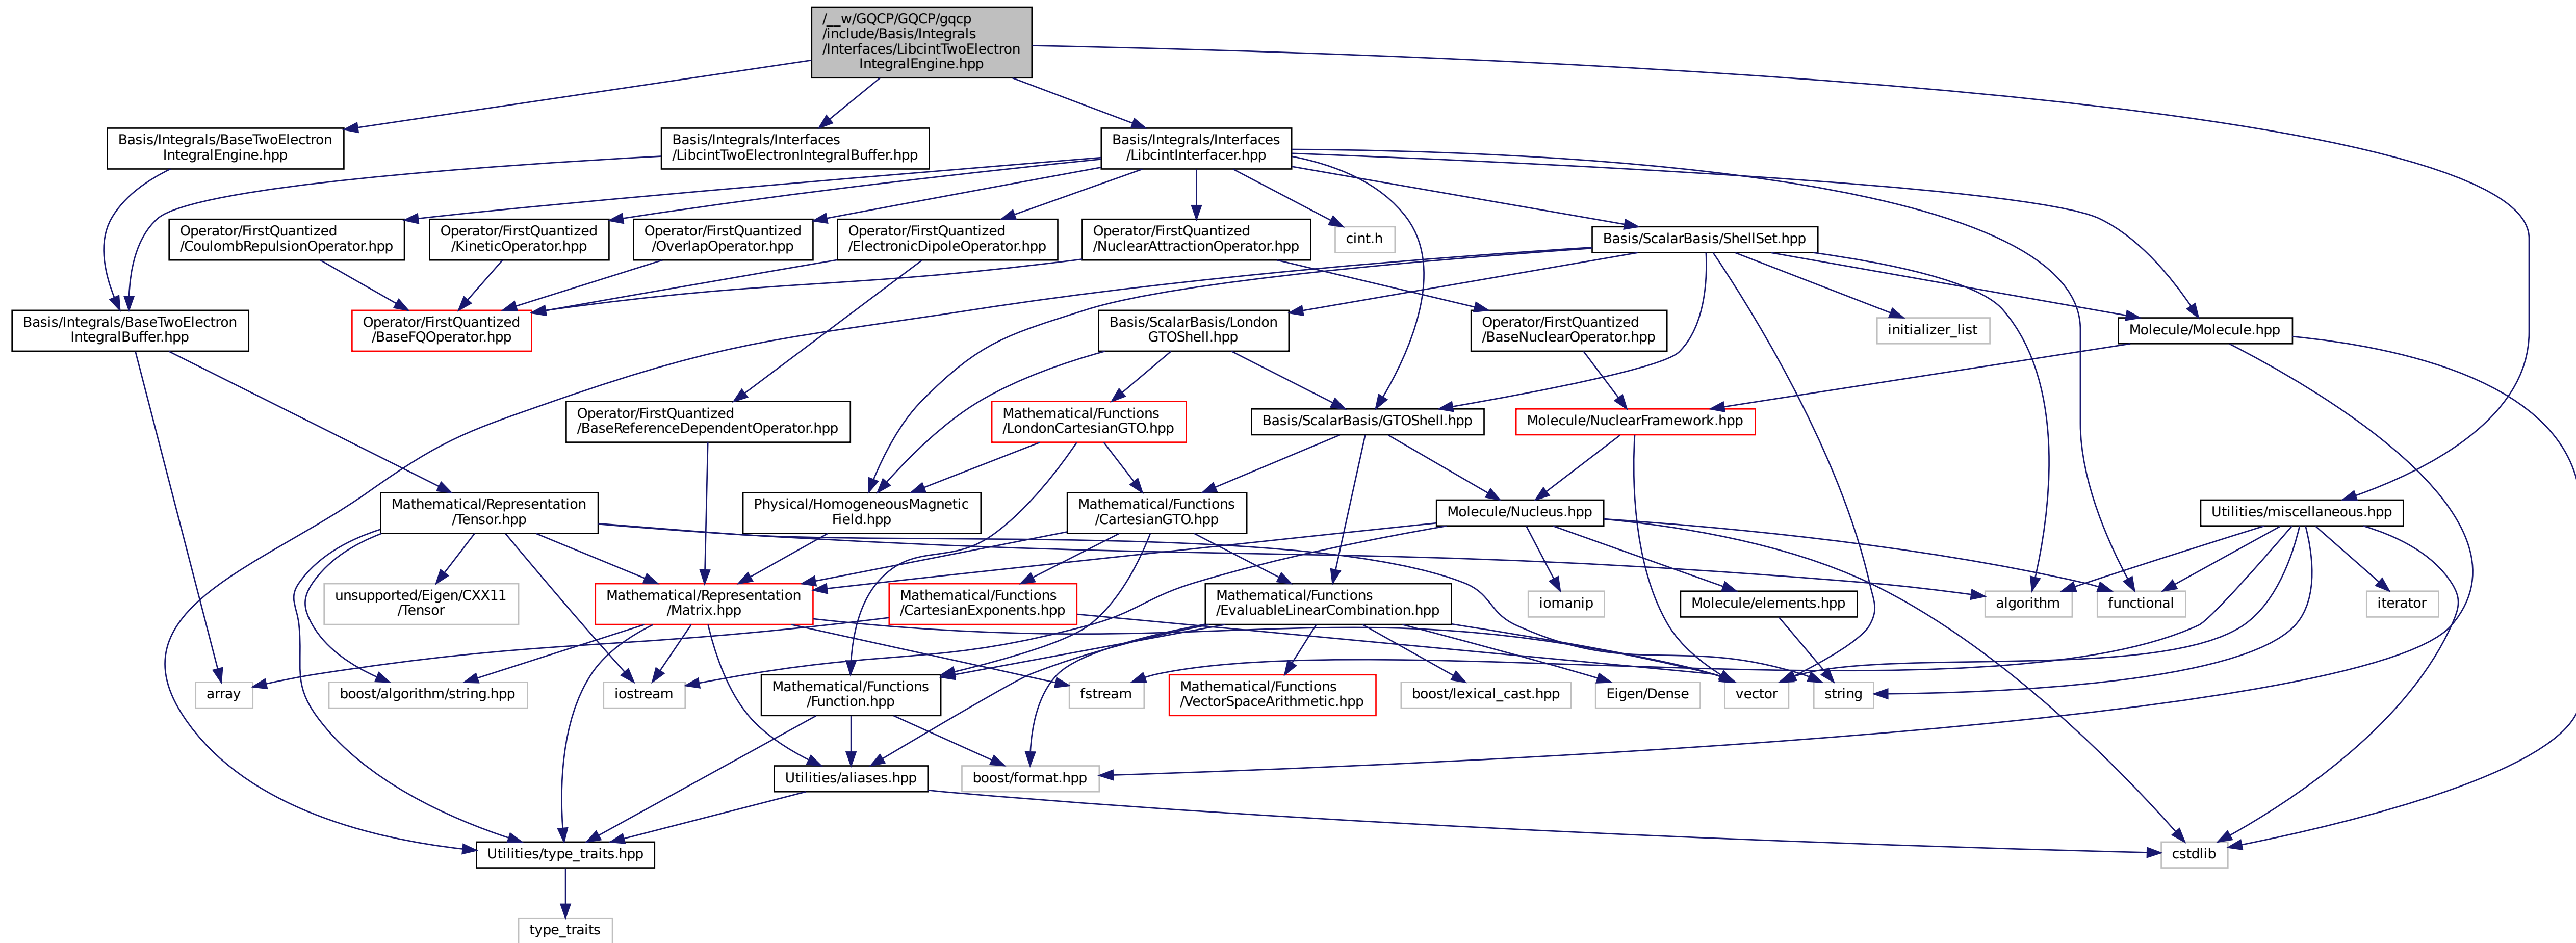 /__w/GQCP/GQCP/gqcp
/include/Basis/Integrals
/Interfaces/LibcintTwoElectron
IntegralEngine.hpp
Basis/Integrals/BaseTwoElectron
IntegralEngine.hpp
Basis/Integrals/Interfaces
/LibcintTwoElectronIntegralBuffer.hpp
Basis/Integrals/Interfaces
/LibcintInterfacer.hpp
Operator/FirstQuantized
/CoulombRepulsionOperator.hpp
Operator/FirstQuantized
/KineticOperator.hpp
Operator/FirstQuantized
/OverlapOperator.hpp
Operator/FirstQuantized
/ElectronicDipoleOperator.hpp
Operator/FirstQuantized
/NuclearAttractionOperator.hpp
cint.h
Basis/ScalarBasis/ShellSet.hpp
Basis/Integrals/BaseTwoElectron
IntegralBuffer.hpp
Operator/FirstQuantized
/BaseFQOperator.hpp
Basis/ScalarBasis/London
GTOShell.hpp
Operator/FirstQuantized
/BaseNuclearOperator.hpp
initializer_list
Molecule/Molecule.hpp
Operator/FirstQuantized
/BaseReferenceDependentOperator.hpp
Mathematical/Functions
/LondonCartesianGTO.hpp
Basis/ScalarBasis/GTOShell.hpp
Molecule/NuclearFramework.hpp
Mathematical/Representation
/Tensor.hpp
Physical/HomogeneousMagnetic
Field.hpp
Mathematical/Functions
/CartesianGTO.hpp
Molecule/Nucleus.hpp
Utilities/miscellaneous.hpp
unsupported/Eigen/CXX11
/Tensor
Mathematical/Representation
/Matrix.hpp
Mathematical/Functions
/CartesianExponents.hpp
Mathematical/Functions
/EvaluableLinearCombination.hpp
iomanip
Molecule/elements.hpp
algorithm
functional
iterator
array
boost/algorithm/string.hpp
iostream
Mathematical/Functions
/Function.hpp
fstream
Mathematical/Functions
/VectorSpaceArithmetic.hpp
boost/lexical_cast.hpp
Eigen/Dense
vector
string
Utilities/aliases.hpp
boost/format.hpp
Utilities/type_traits.hpp
cstdlib
type_traits